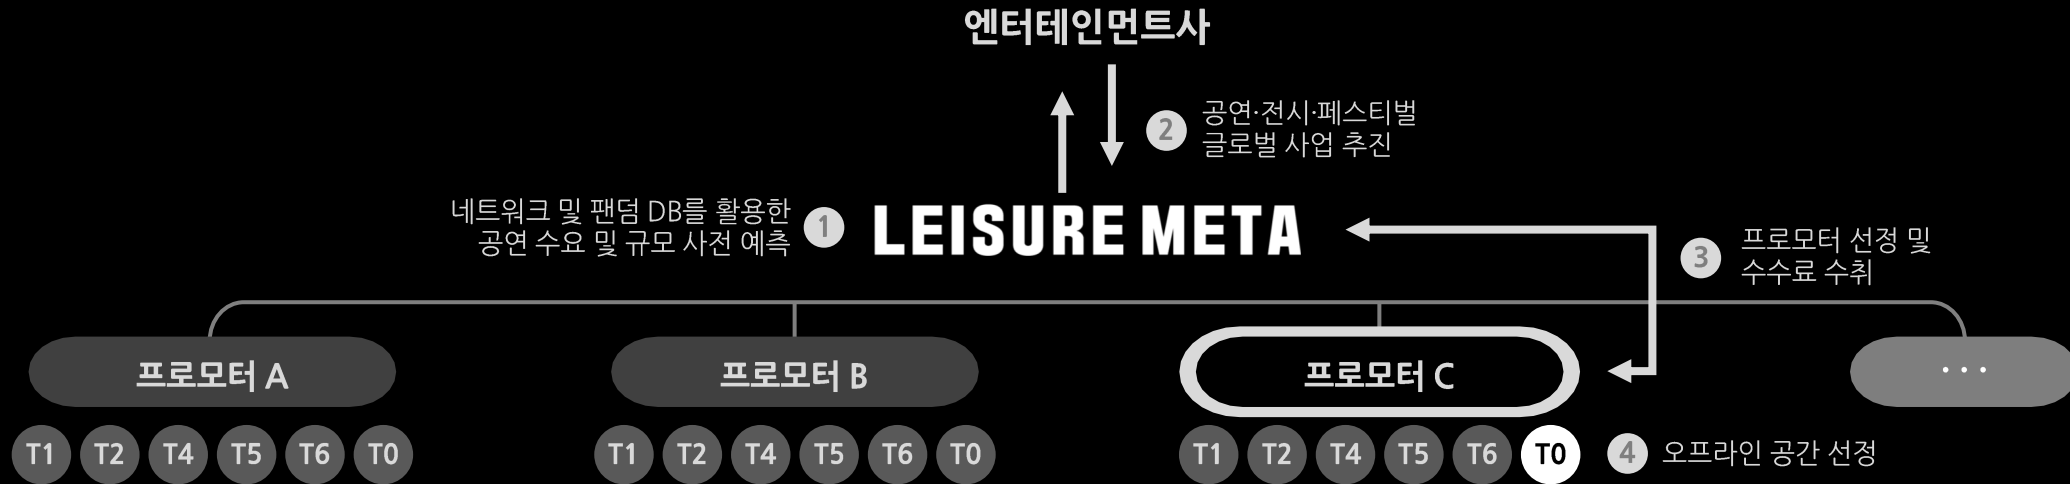 엔터테인먼트사
2
공연·전시·페스티벌
글로벌 사업 추진
네트워크 및 팬덤 DB를 활용한
공연 수요 및 규모 사전 예측
1
LEISURE META
3
프로모터 선정 및
수수료 수취
프로모터 A
프로모터 B
프로모터 C
···
T1 T2 T4 T5 T6 T0
T1 T2 T4 T5 T6 T0
T1 T2 T4 T5 T6 T0
4
오프라인 공간 선정